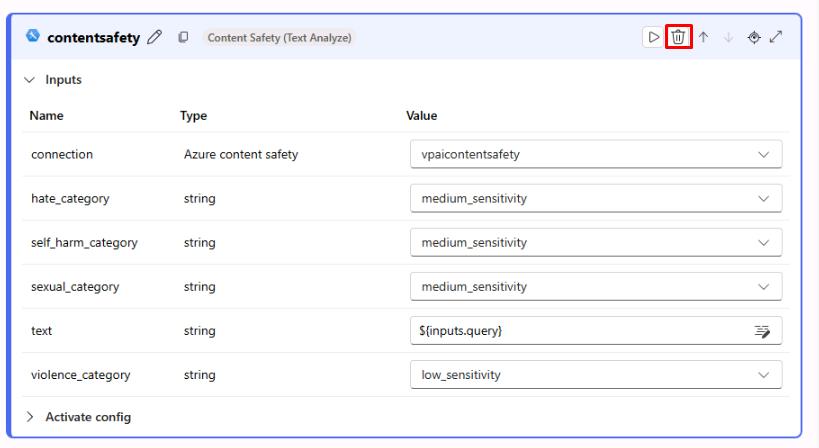 contentsafety Content Safety (Text Analyze)
Inputs
Name Type Value
connection Azure content safety vpaicontentsafety
hate_category string medium_sensitivity
self_harm_category string medium_sensitivity
sexual_category string medium_sensitivity
text string ${inputs.query}
violence_category string low_sensitivity
Activate config